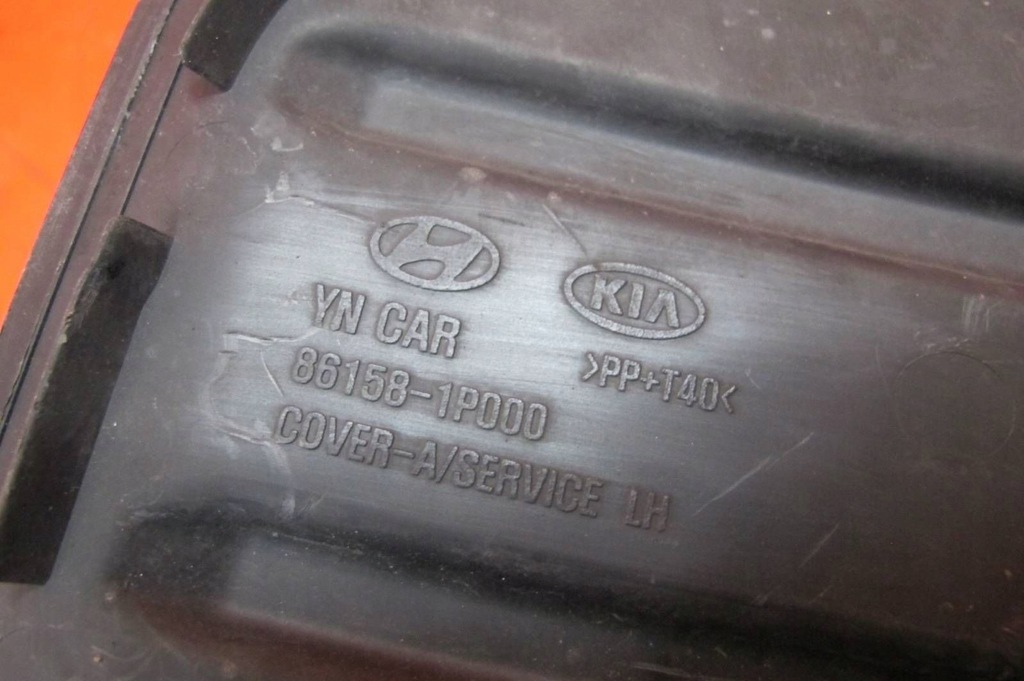 KIA
YN CAR
>PP+T40<
86158-1P000
COVER-A/SERVICE LH